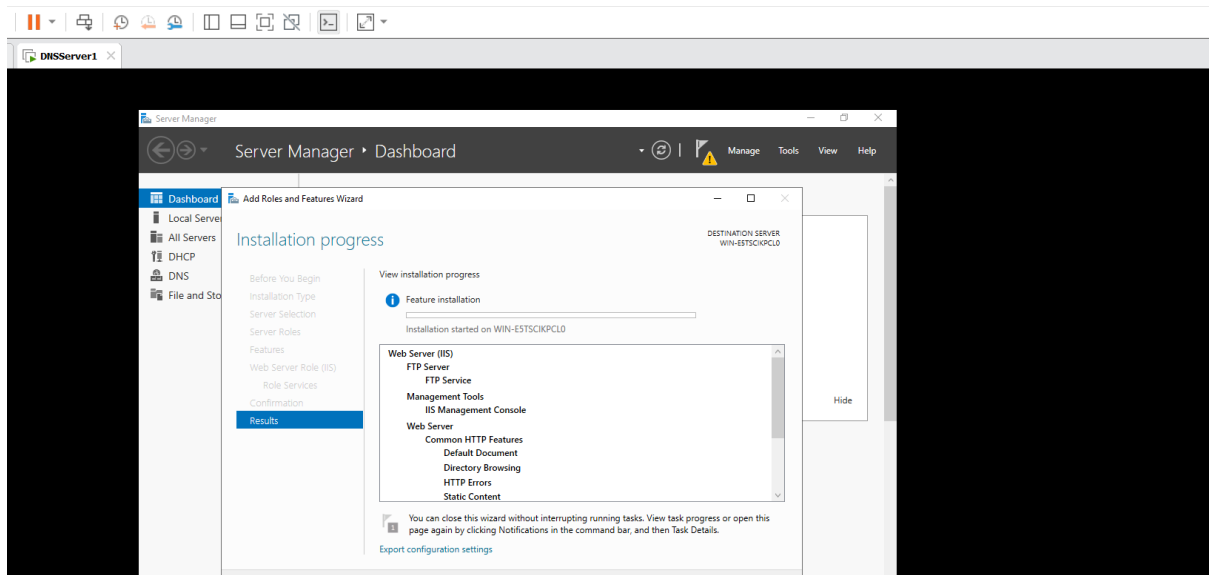 DNSServer1
Server Manager
Server Manager • Dashboard
Manage Tools View Help
Dashboard
Local Server
All Servers
DHCP
DNS
File and Sto
Add Roles and Features Wizard
Installation progress
DESTINATION SERVER
WIN-E5TSCIKPCL0
Before You Begin
Installation Type
Server Selection
Server Roles
Features
Web Server Role (IIS)
Role Services
Confirmation
Results
View installation progress
Feature installation
Installation started on WIN-E5TSCIKPCL0
Web Server (IIS)
FTP Server
FTP Service
Management Tools
IIS Management Console
Web Server
Common HTTP Features
Default Document
Directory Browsing
HTTP Errors
Static Content
1
You can close this wizard without interrupting running tasks. View task progress or open this
page again by clicking Notifications in the command bar, and then Task Details.
Export configuration settings
Hide